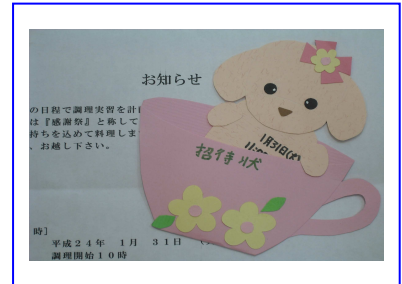 お知らせ
の日程で調理実習を計
は『感謝祭』と称して
持ちを込めて料理しま
、お越し下さい。
1月31日(火)
招待状
時]
平成24年 1月 31日
調理開始10時